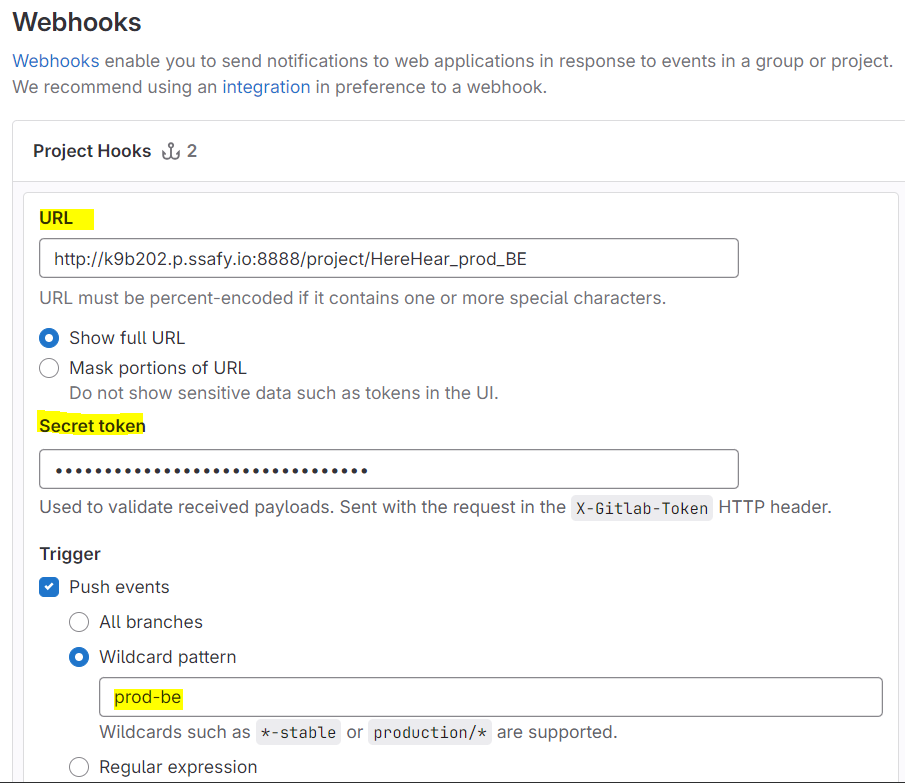 Webhooks
Webhooks enable you to send notifications to web applications in response to events in a group or project.
We recommend using an integration in preference to a webhook.
Project Hooks 2
URL
http://k9b202.p.ssafy.io:8888/project/HereHear_prod_BE
URL must be percent-encoded if it contains one or more special characters.
Show full URL
Mask portions of URL
Do not show sensitive data such as tokens in the UI.
Secret token
••••••••••••••••••••••••••••••••
Used to validate received payloads. Sent with the request in the X-Gitlab-Token HTTP header.
Trigger
Push events
All branches
Wildcard pattern
prod-be
Wildcards such as *-stable or production/* are supported.
Regular expression